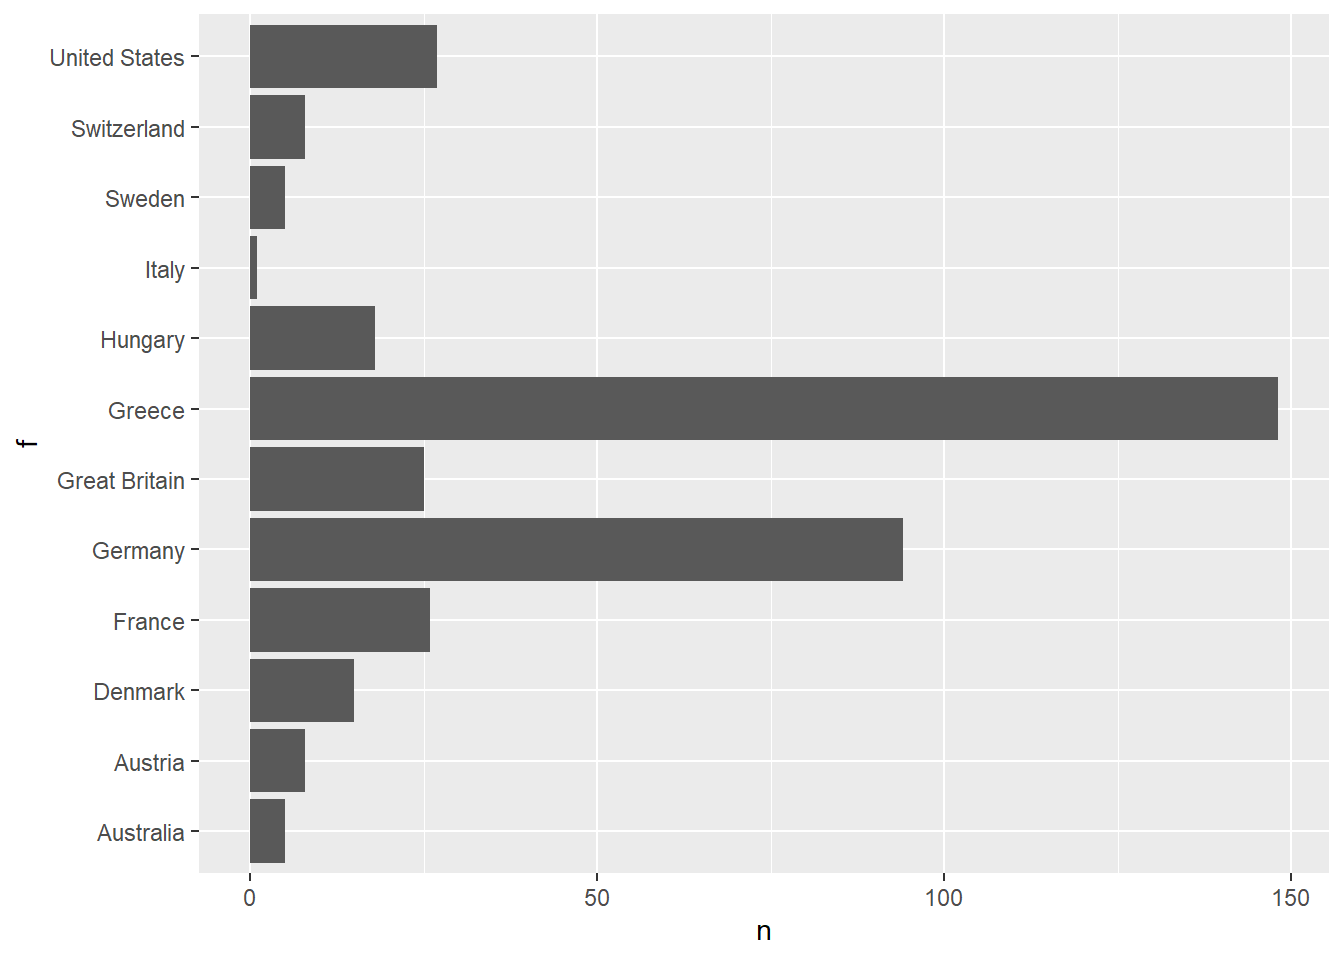 United States
Switzerland
Sweden
Italy
Hungary
Greece
Great Britain
Germany
France
Denmark
Austria
Australia
f
0 50 100 150
n